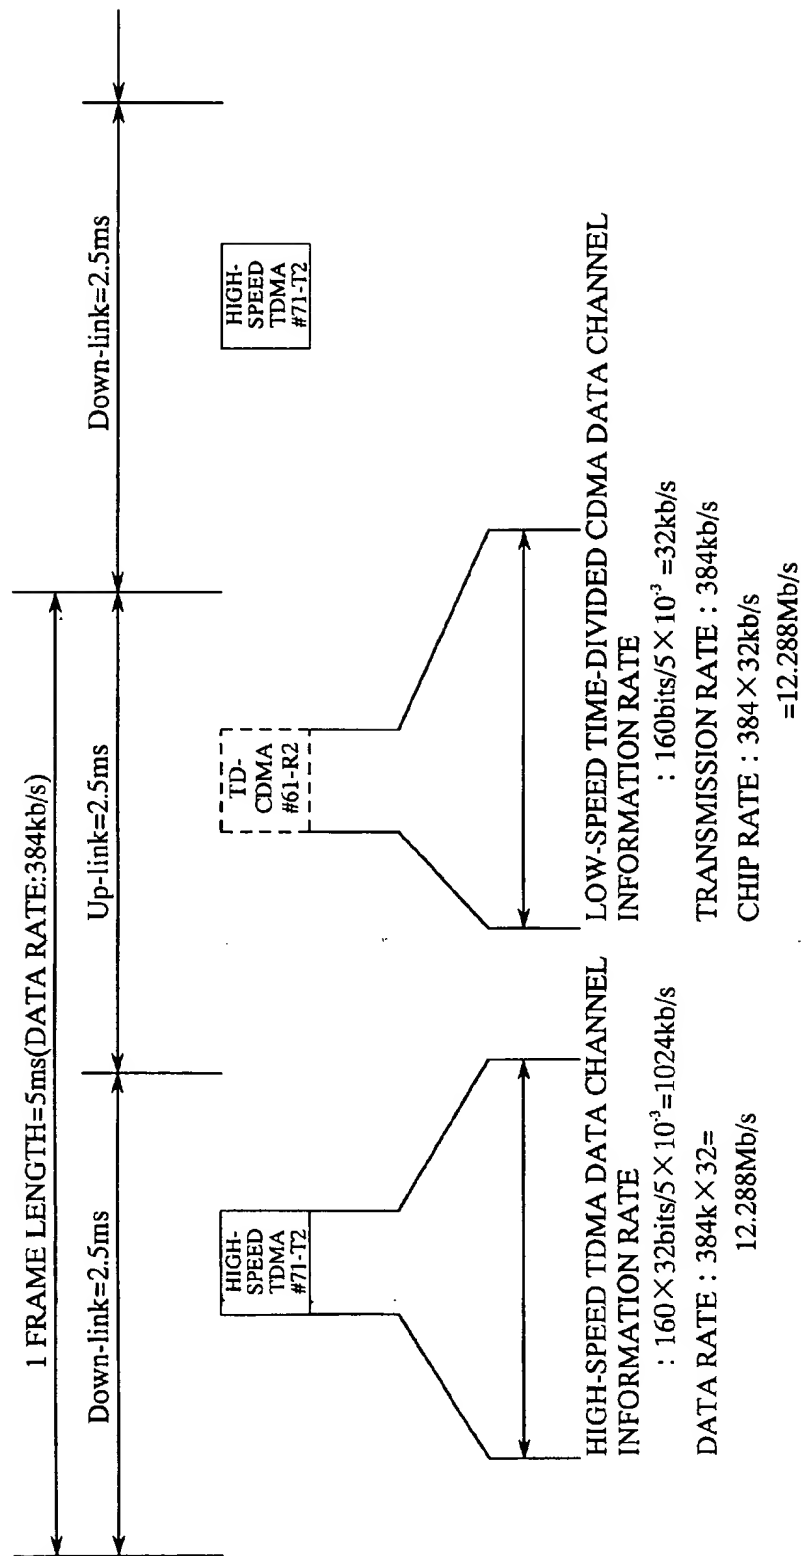 1 FRAME LENGTH=5ms(DATA RATE:384kb/s)
Down-link=2.5ms
Up-link=2.5ms
Down-link=2.5ms
HIGH-
SPEED
TDMA
#71-T2
TD-
CDMA
#61-R2
HIGH-
SPEED
TDMA
#71-T2
HIGH-SPEED TDMA DATA CHANNEL
INFORMATION RATE
: 160×32bits/5×10⁻³=1024kb/s
DATA RATE : 384k×32=
12.288Mb/s
LOW-SPEED TIME-DIVIDED CDMA DATA CHANNEL
INFORMATION RATE
: 160bits/5×10⁻³ =32kb/s
TRANSMISSION RATE : 384kb/s
CHIP RATE : 384×32kb/s
=12.288Mb/s